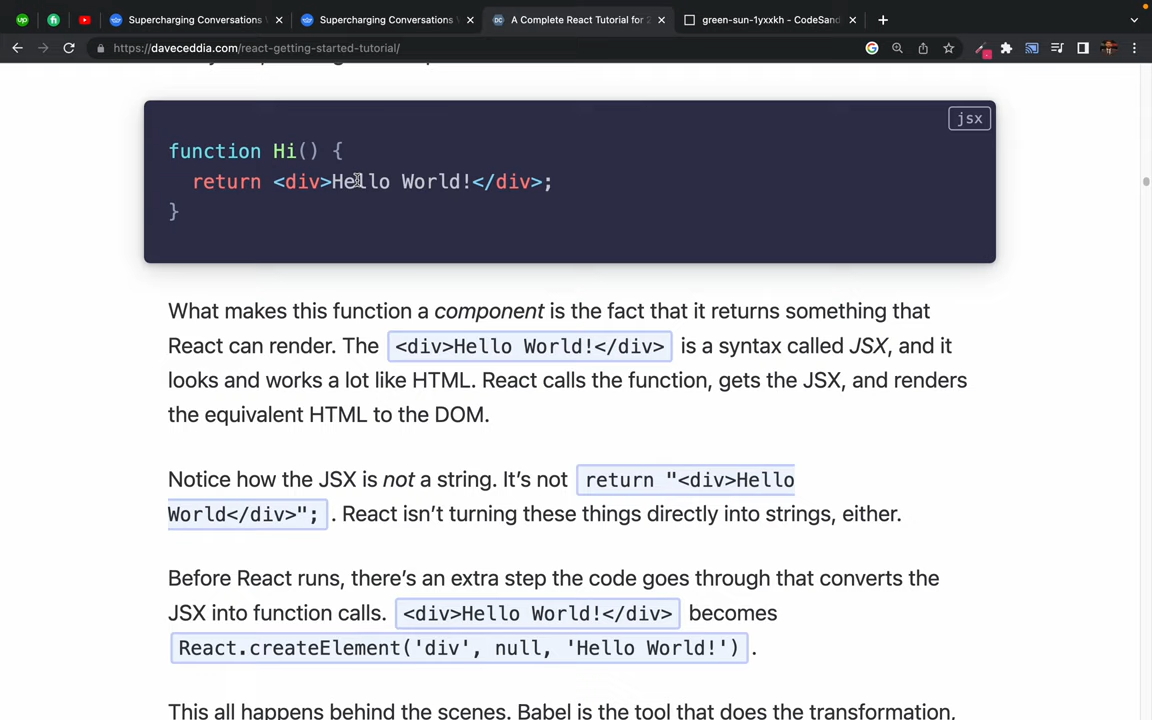 Supercharging Conversations
Supercharging Conversations
A Complete React Tutorial for 2
green-sun-1yxxkh - CodeSand
https://daveceddia.com/react-getting-started-tutorial/
jsx
function Hi() {
return <div>Hello World!</div>;
}
What makes this function a component is the fact that it returns something that
React can render. The <div>Hello World!</div> is a syntax called JSX, and it
looks and works a lot like HTML. React calls the function, gets the JSX, and renders
the equivalent HTML to the DOM.
Notice how the JSX is not a string. It’s not return "<div>Hello
World</div>"; . React isn’t turning these things directly into strings, either.
Before React runs, there’s an extra step the code goes through that converts the
JSX into function calls. <div>Hello World!</div> becomes
React.createElement('div', null, 'Hello World!') .
This all happens behind the scenes. Babel is the tool that does the transformation,